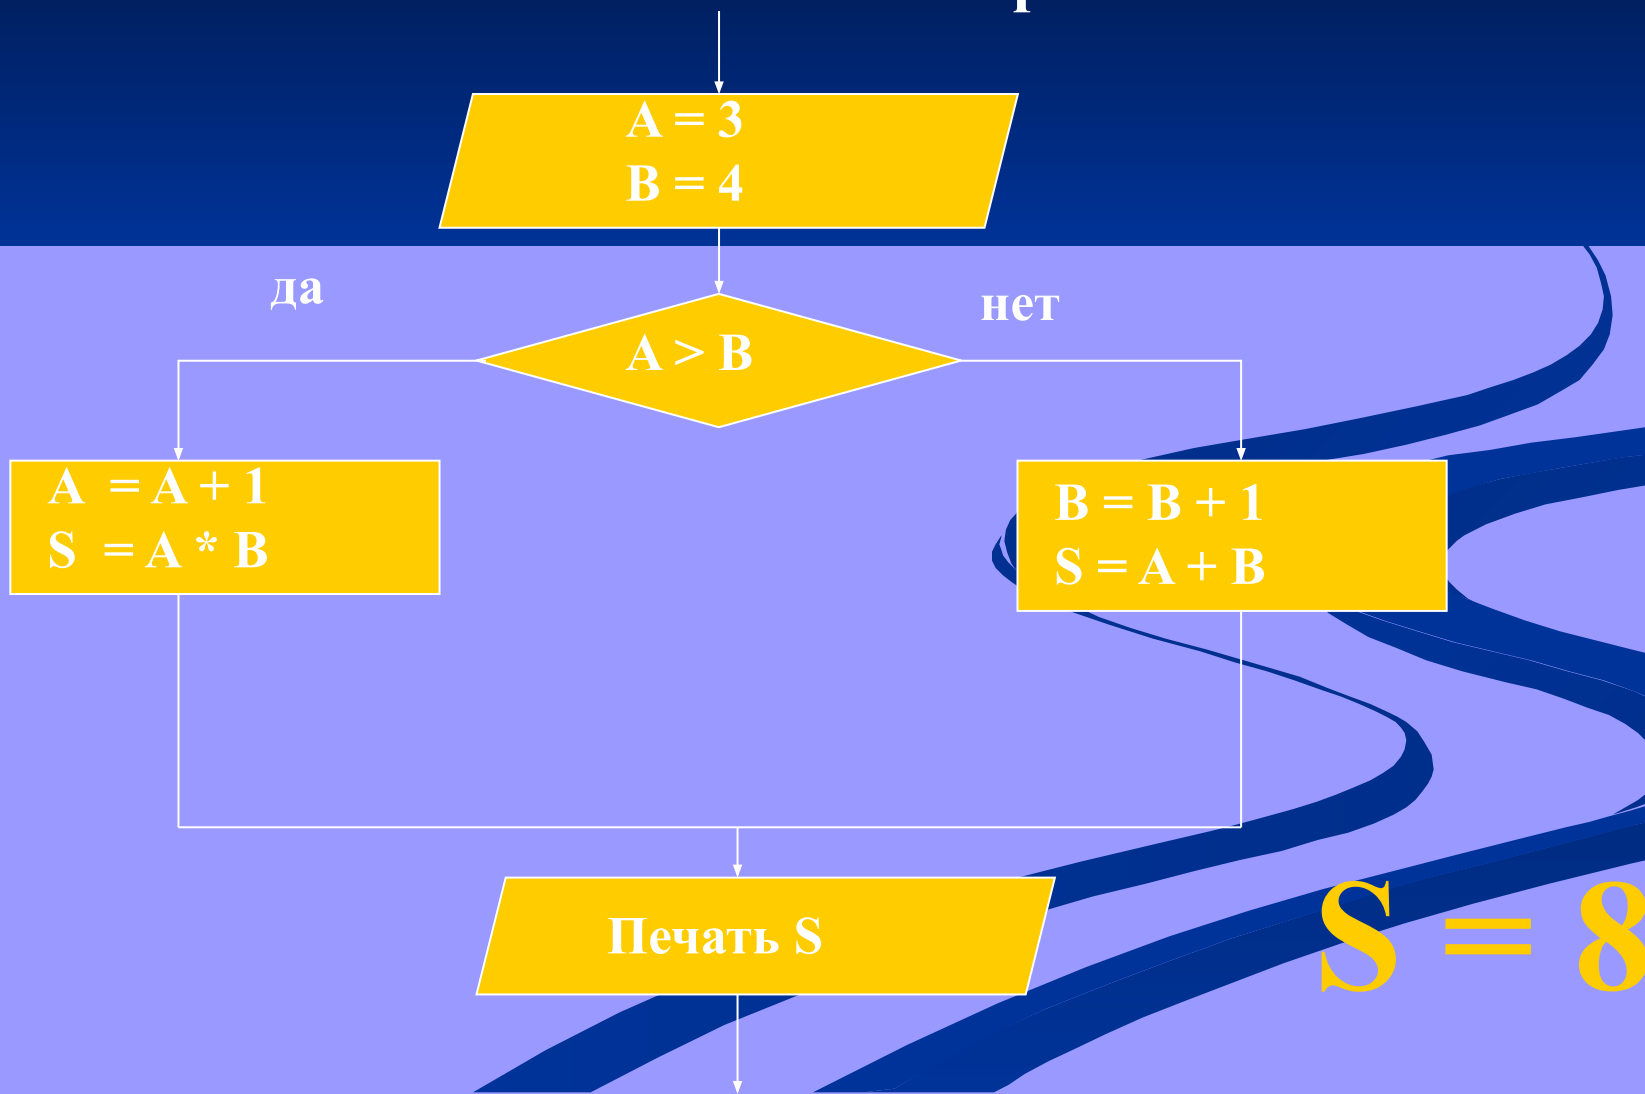 A = 3
B = 4
да
нет
A > B
A = A + 1
S = A * B
B = B + 1
S = A + B
Печать S
S = 8